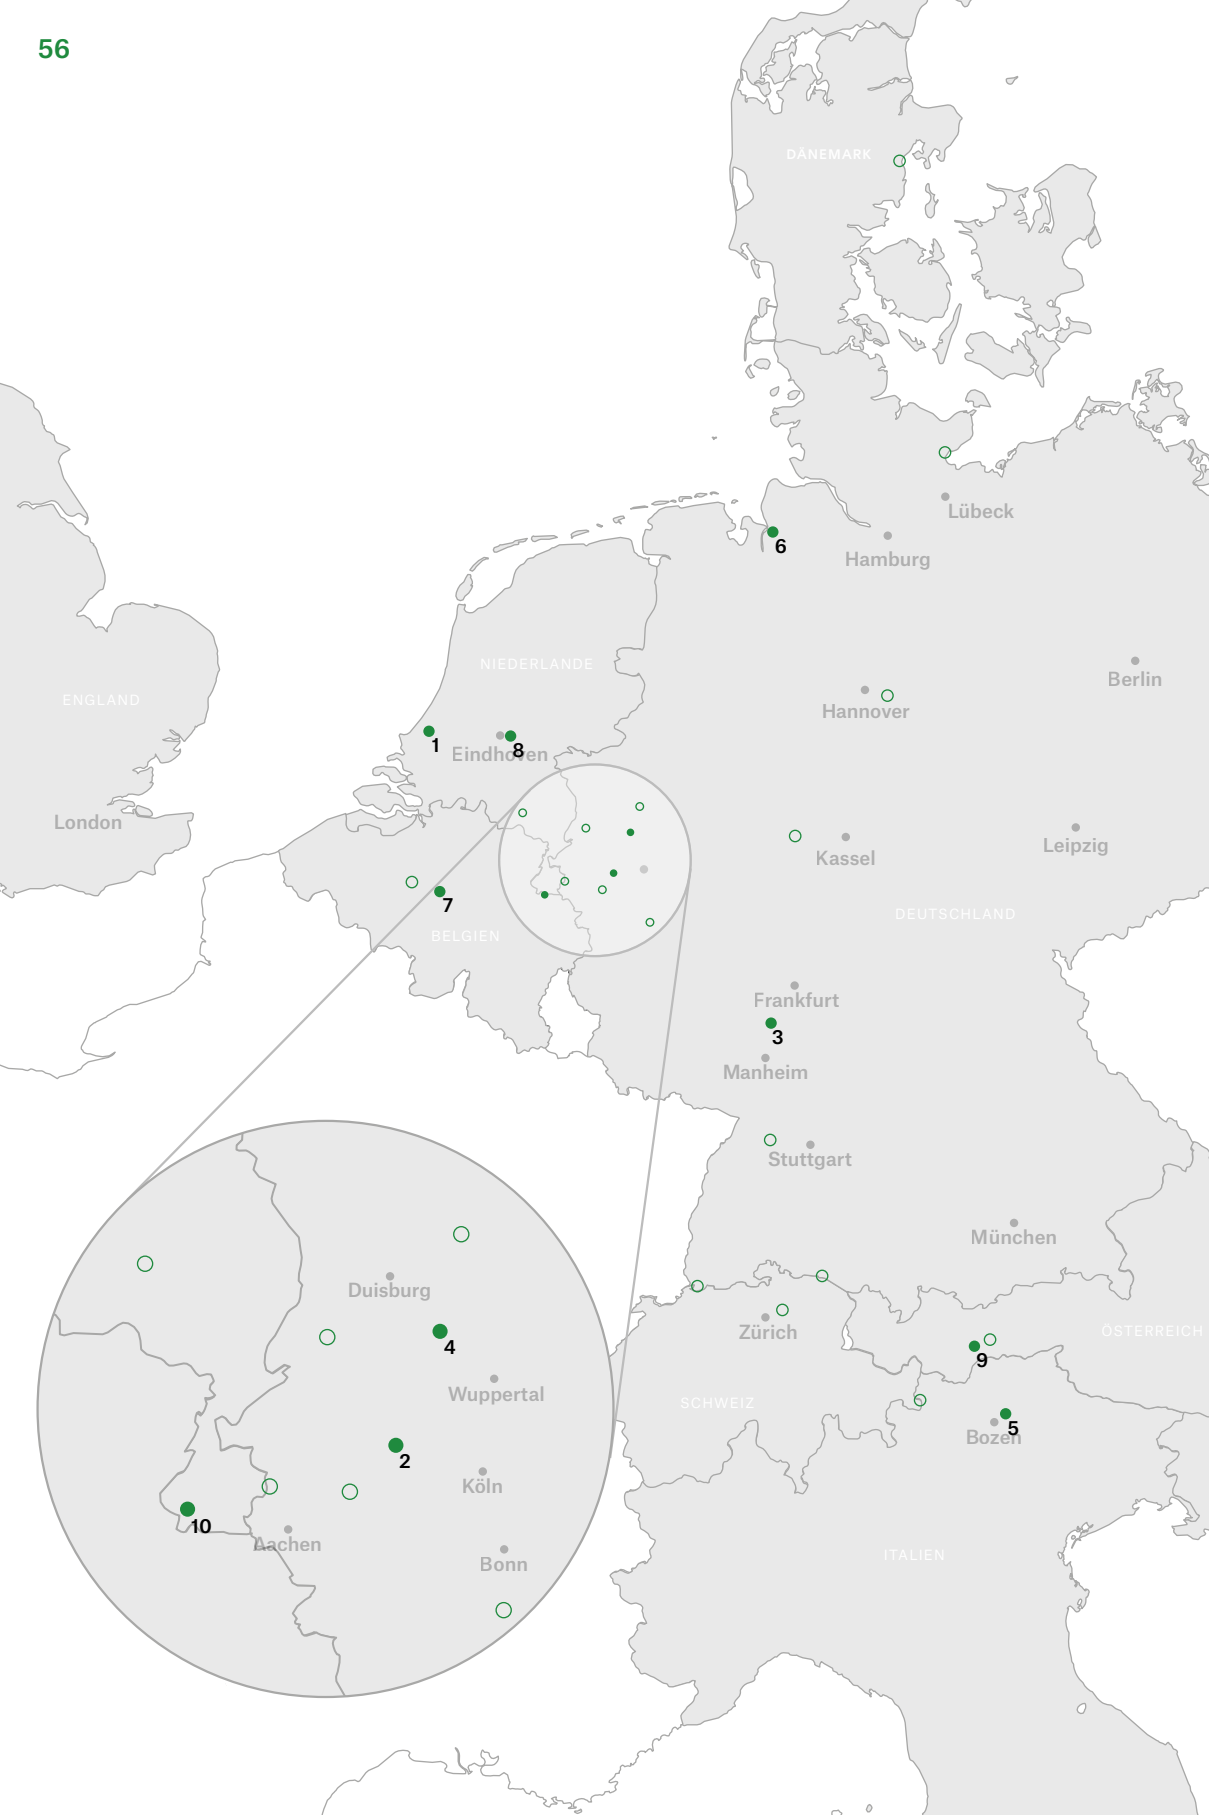 56
DÄNEMARK
Lübeck
6
Hamburg
NIEDERLANDE
Berlin
ENGLAND
Hannover
1
8
Eindhoven
London
Kassel
Leipzig
7
DEUTSCHLAND
BELGIEN
Frankfurt
3
Manheim
Stuttgart
München
Duisburg
Zürich
ÖSTERREICH
4
9
Wuppertal
SCHWEIZ
5
Bozen
2
Köln
10
Aachen
ITALIEN
Bonn